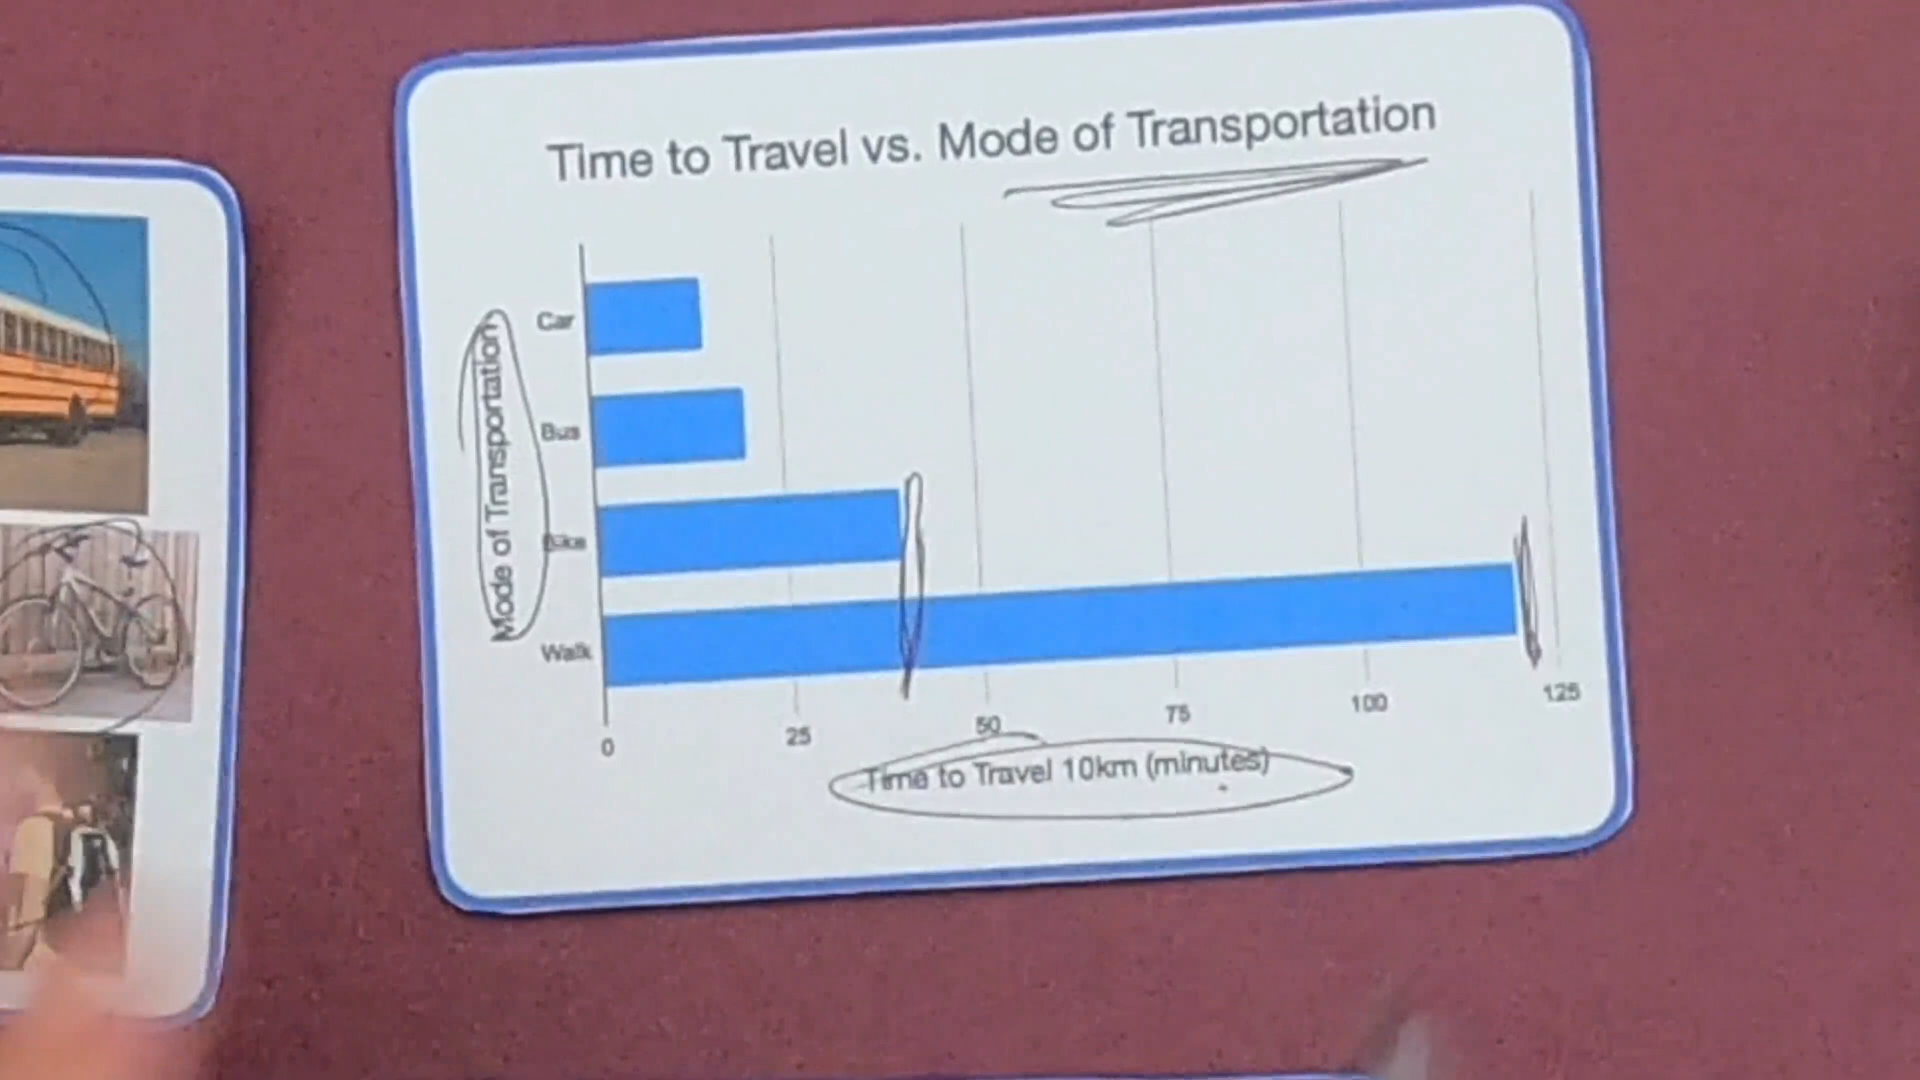 Time to Travel vs. Mode of Transportation
Mode of Transportation
Car
Bus
Bike
Walk
0
25
50
75
100
125
Time to Travel 10km (minutes)